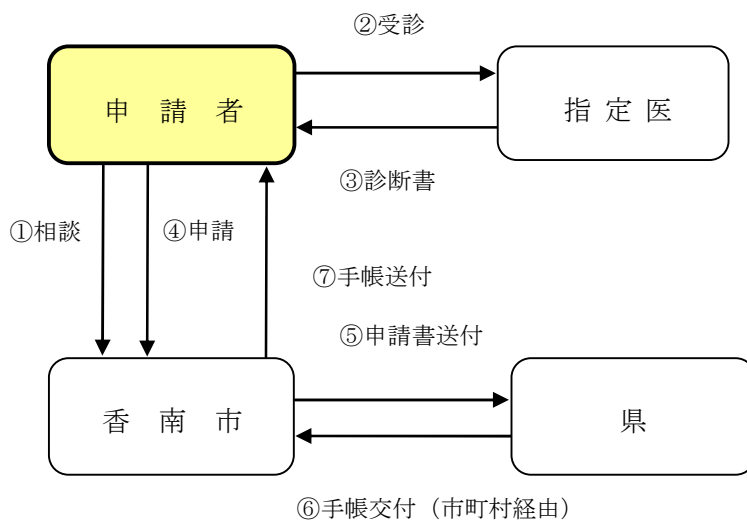 ②受診
申 請 者
指 定 医
③診断書
①相談
④申請
⑦手帳送付
⑤申請書送付
香 南 市
県
⑥手帳交付（市町村経由）